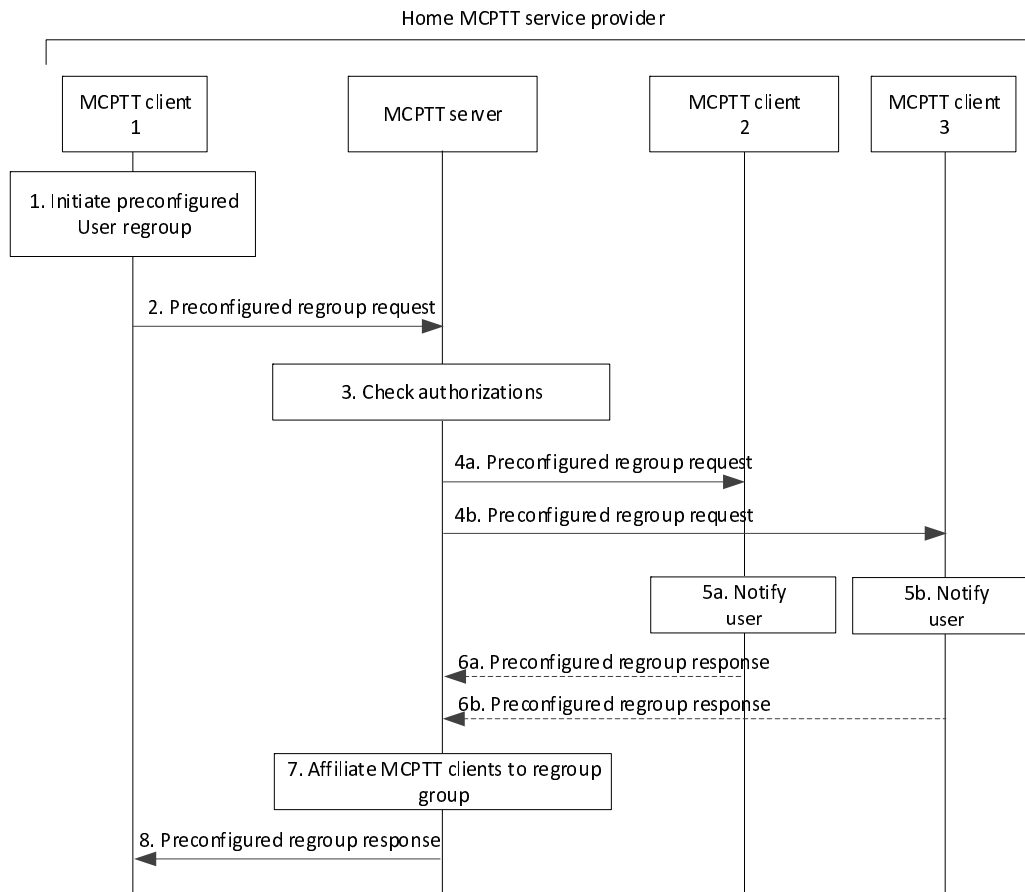 Home MCPTT service provider
MCPTT client
1
MCPTT server
MCPTT client
2
MCPTT client
3
1. Initiate preconfigured
User regroup
2. Preconfigured regroup request
3. Check authorizations
4a. Preconfigured regroup request
4b. Preconfigured regroup request
5a. Notify
user
5b. Notify
user
6a. Preconfigured regroup response
6b. Preconfigured regroup response
7. Affiliate MCPTT clients to regroup
group
8. Preconfigured regroup response